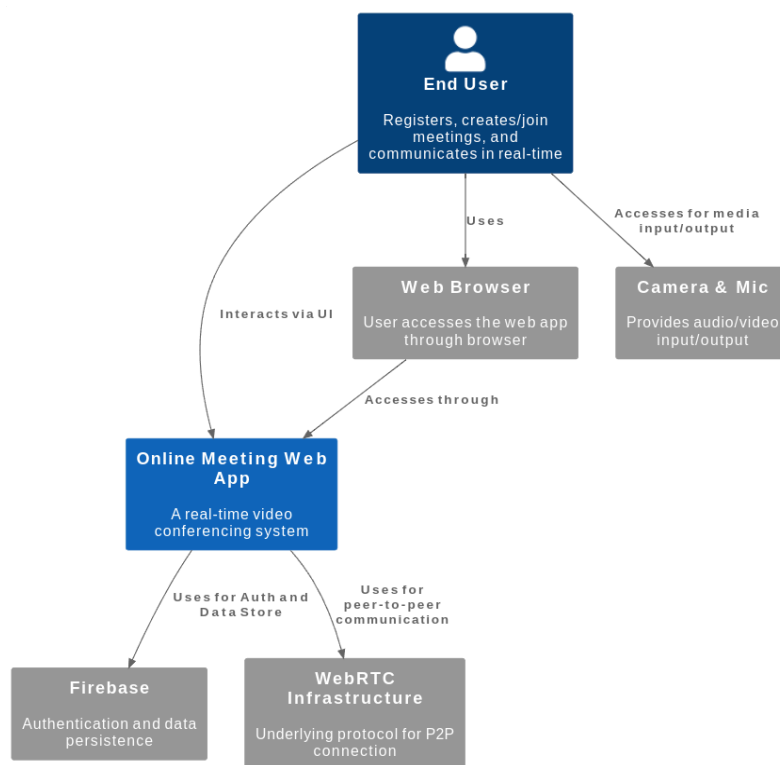 End User
Registers, creates/join
meetings, and
communicates in real-time
Uses
Accesses for media
input/output
Interacts via UI
Web Browser
User accesses the web app
through browser
Camera & Mic
Provides audio/video
input/output
Accesses through
Online Meeting Web
App
A real-time video
conferencing system
Uses for Auth and
Data Store
Uses for
peer-to-peer
communication
Firebase
Authentication and data
persistence
WebRTC
Infrastructure
Underlying protocol for P2P
connection